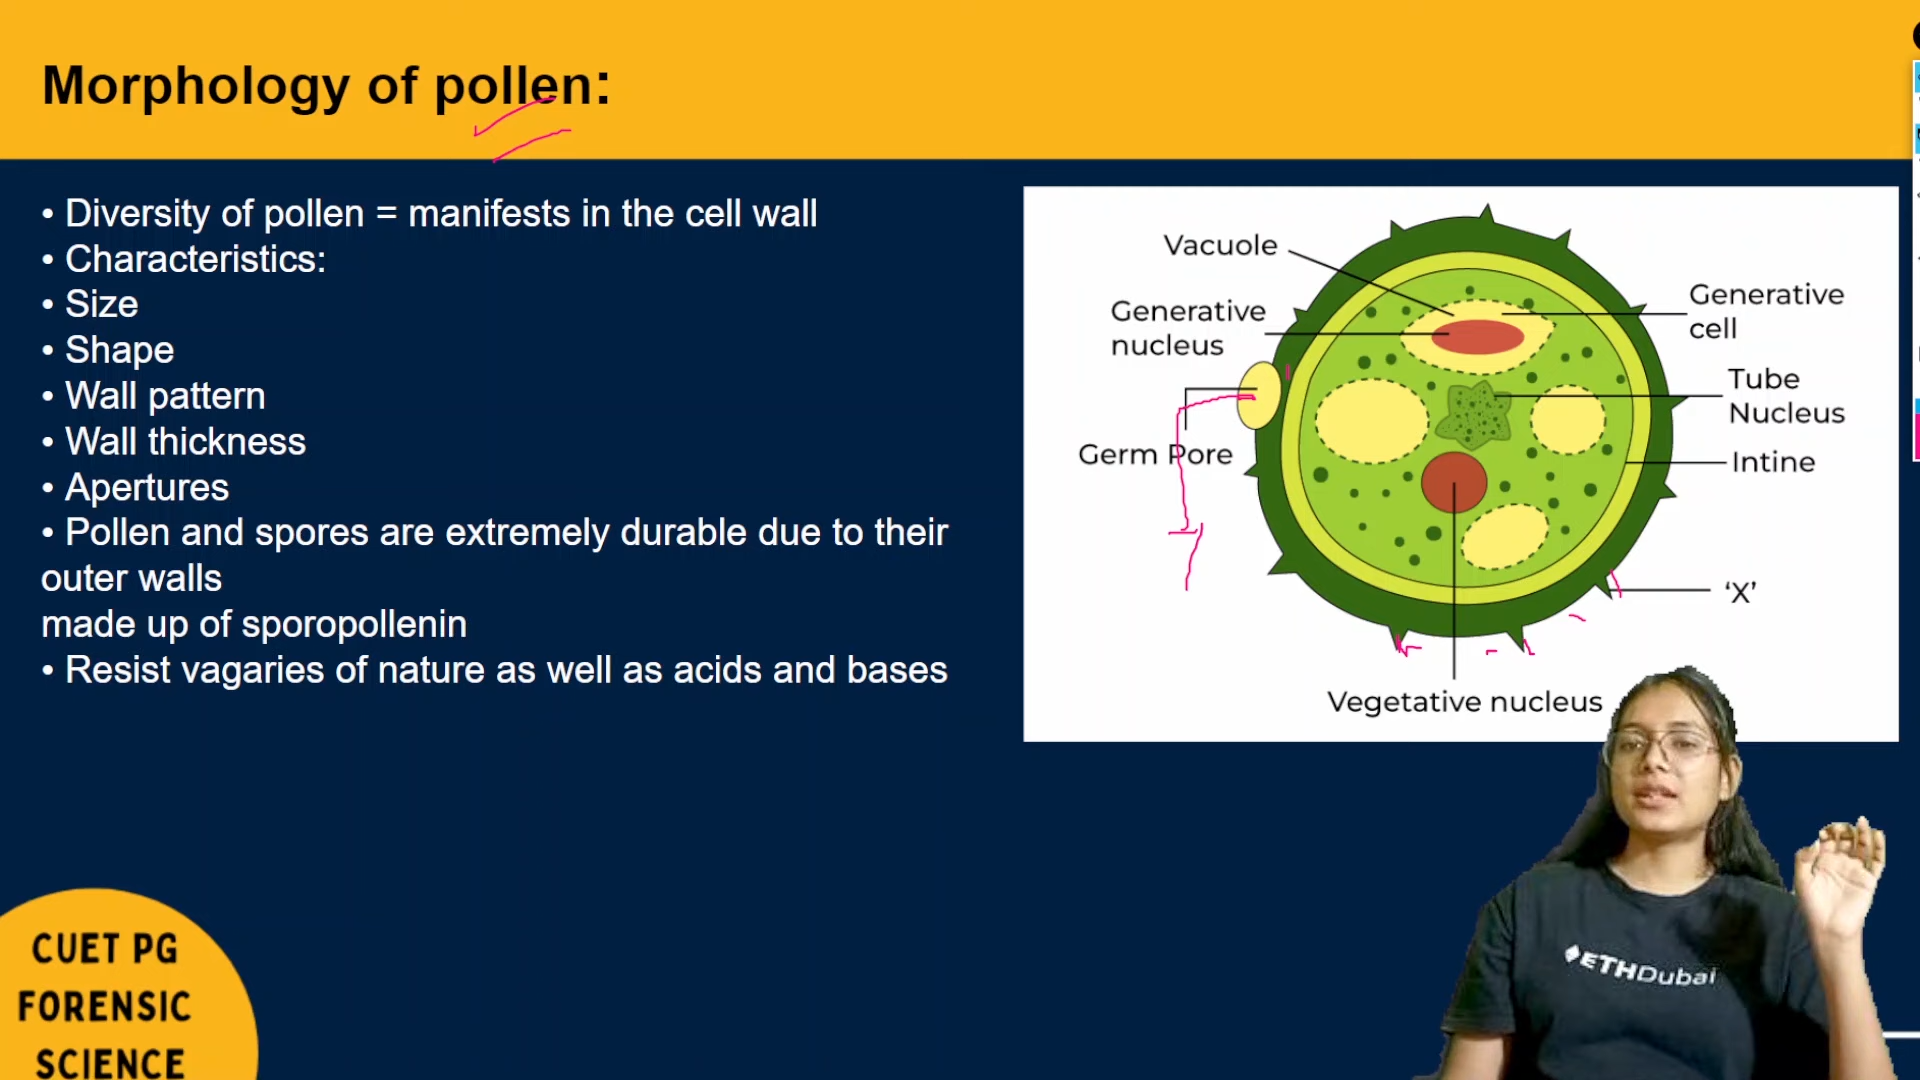 Morphology of pollen:
• Diversity of pollen = manifests in the cell wall
• Characteristics:
• Size
• Shape
• Wall pattern
• Wall thickness
• Apertures
• Pollen and spores are extremely durable due to their
outer walls
made up of sporopollenin
• Resist vagaries of nature as well as acids and bases
Vacuole
Generative
nucleus
Germ Pore
Generative
cell
Tube
Nucleus
Intine
‘X’
Vegetative nucleus
CUET PG
FORENSIC
SCIENCE
ETHDubai